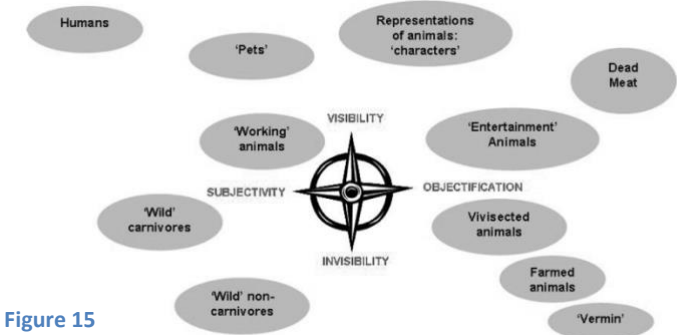 Humans
'Pets'
Representations
of animals:
'characters'
Dead
Meat
VISIBILITY
'Working'
animals
'Entertainment'
Animals
SUBJECTIVITY
OBJECTIFICATION
'Wild'
carnivores
Vivisected
animals
INVISIBILITY
Farmed
animals
'Wild' non-
carnivores
'Vermin'
Figure 15